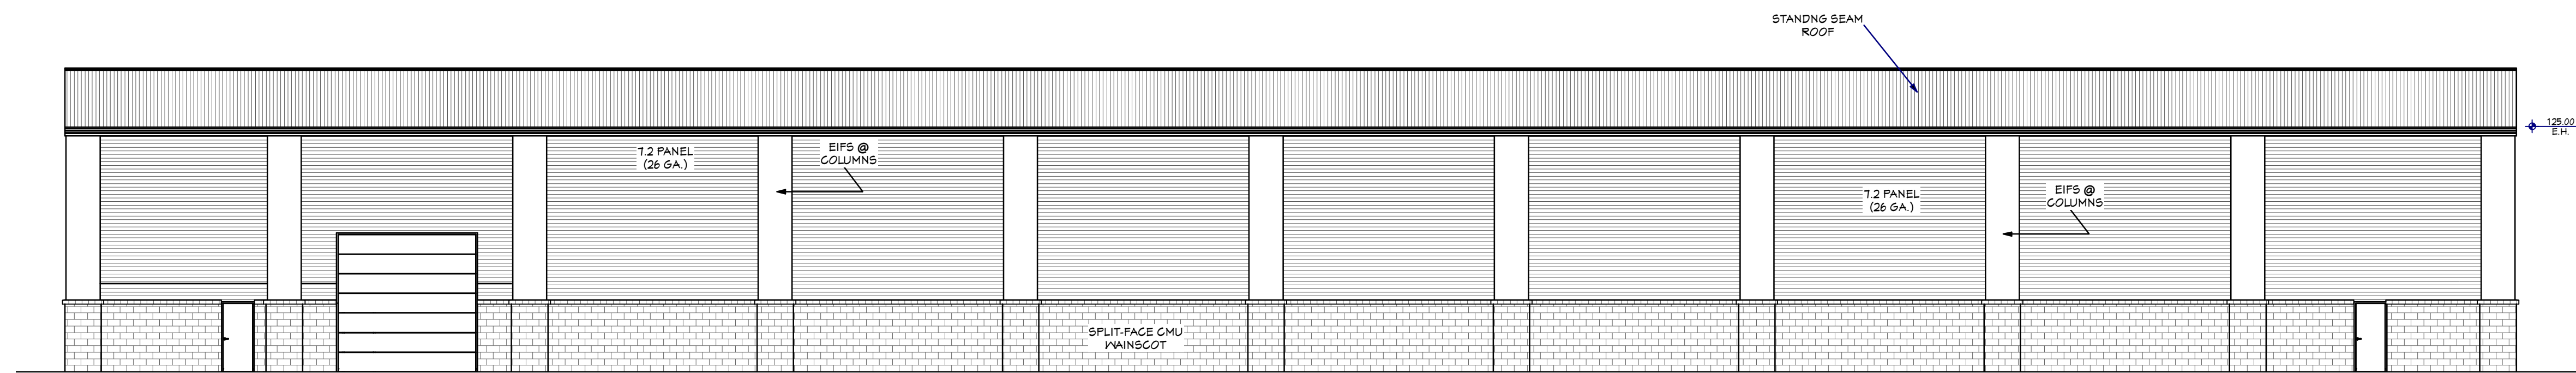 STANDNG SEAM
ROOF
125.00
E.H.
7.2 PANEL
(26 GA.)
EIFS @
COLUMNS
7.2 PANEL
(26 GA.)
EIFS @
COLUMNS
SPLIT-FACE CMU
WAINSCOT